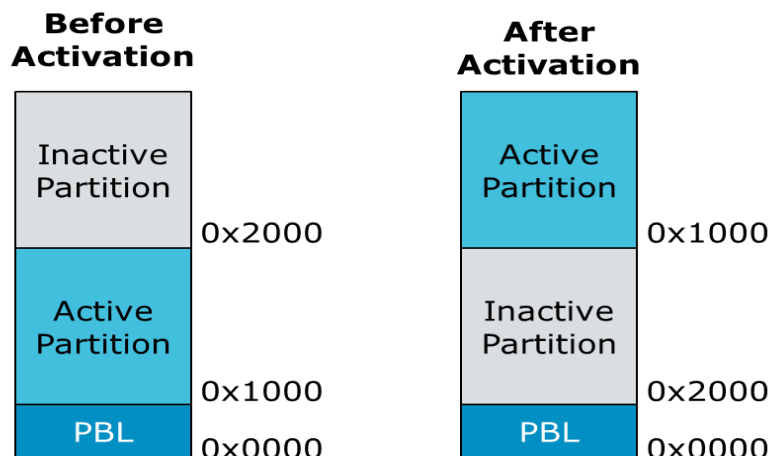 Before
Activation
Inactive
Partition
0x2000
Active
Partition
0x1000
PBL
0x0000
After
Activation
Active
Partition
0x1000
Inactive
Partition
0x2000
PBL
0x0000